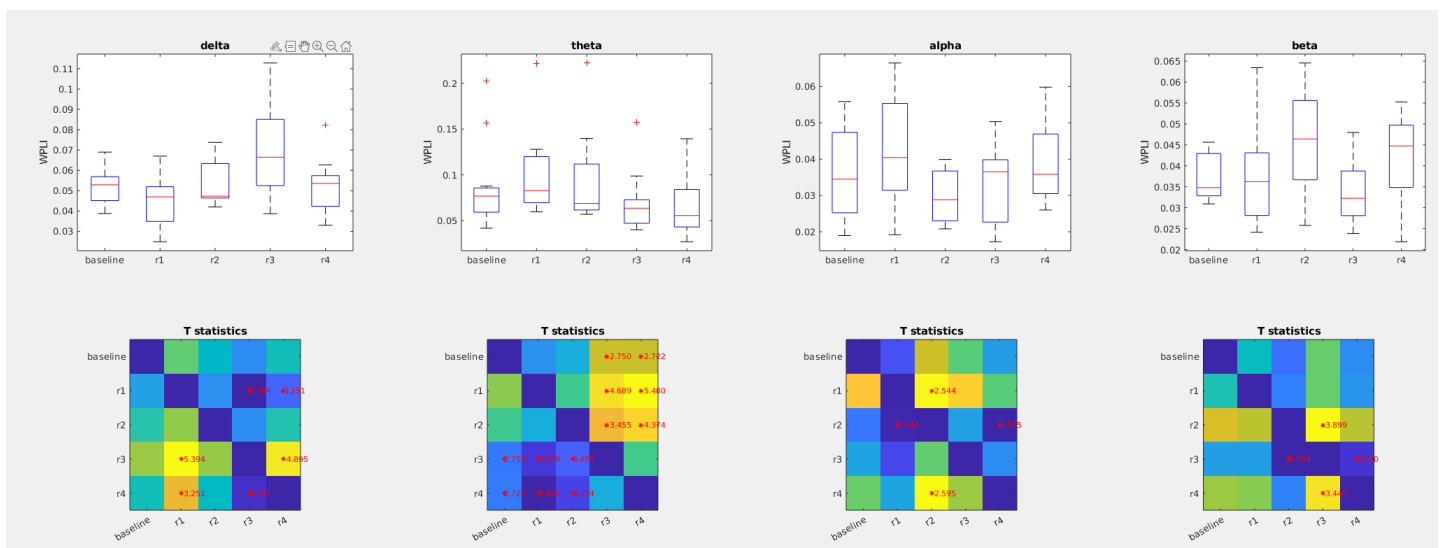 delta
0.11
0.1
0.09
0.08
0.07
0.06
0.05
0.04
0.03
WPLI
baseline r1 r2 r3 r4
theta
0.2
0.15
0.1
0.05
WPLI
baseline r1 r2 r3 r4
alpha
0.06
0.05
0.04
0.03
0.02
WPLI
baseline r1 r2 r3 r4
beta
0.065
0.06
0.055
0.05
0.045
0.04
0.035
0.03
0.025
0.02
WPLI
baseline r1 r2 r3 r4
T statistics
baseline
r1
r2
r3 *5.394 *4.895
r4 *3.251
baseline r1 r2 r3 r4
T statistics
baseline *2.750 *2.722
r1 *4.689 *5.480
r2 *3.455 *4.374
r3
r4
baseline r1 r2 r3 r4
T statistics
baseline
r1 *2.544
r2
r3
r4 *2.595
baseline r1 r2 r3 r4
T statistics
baseline
r1
r2 *3.899
r3
r4
baseline r1 r2 r3 r4